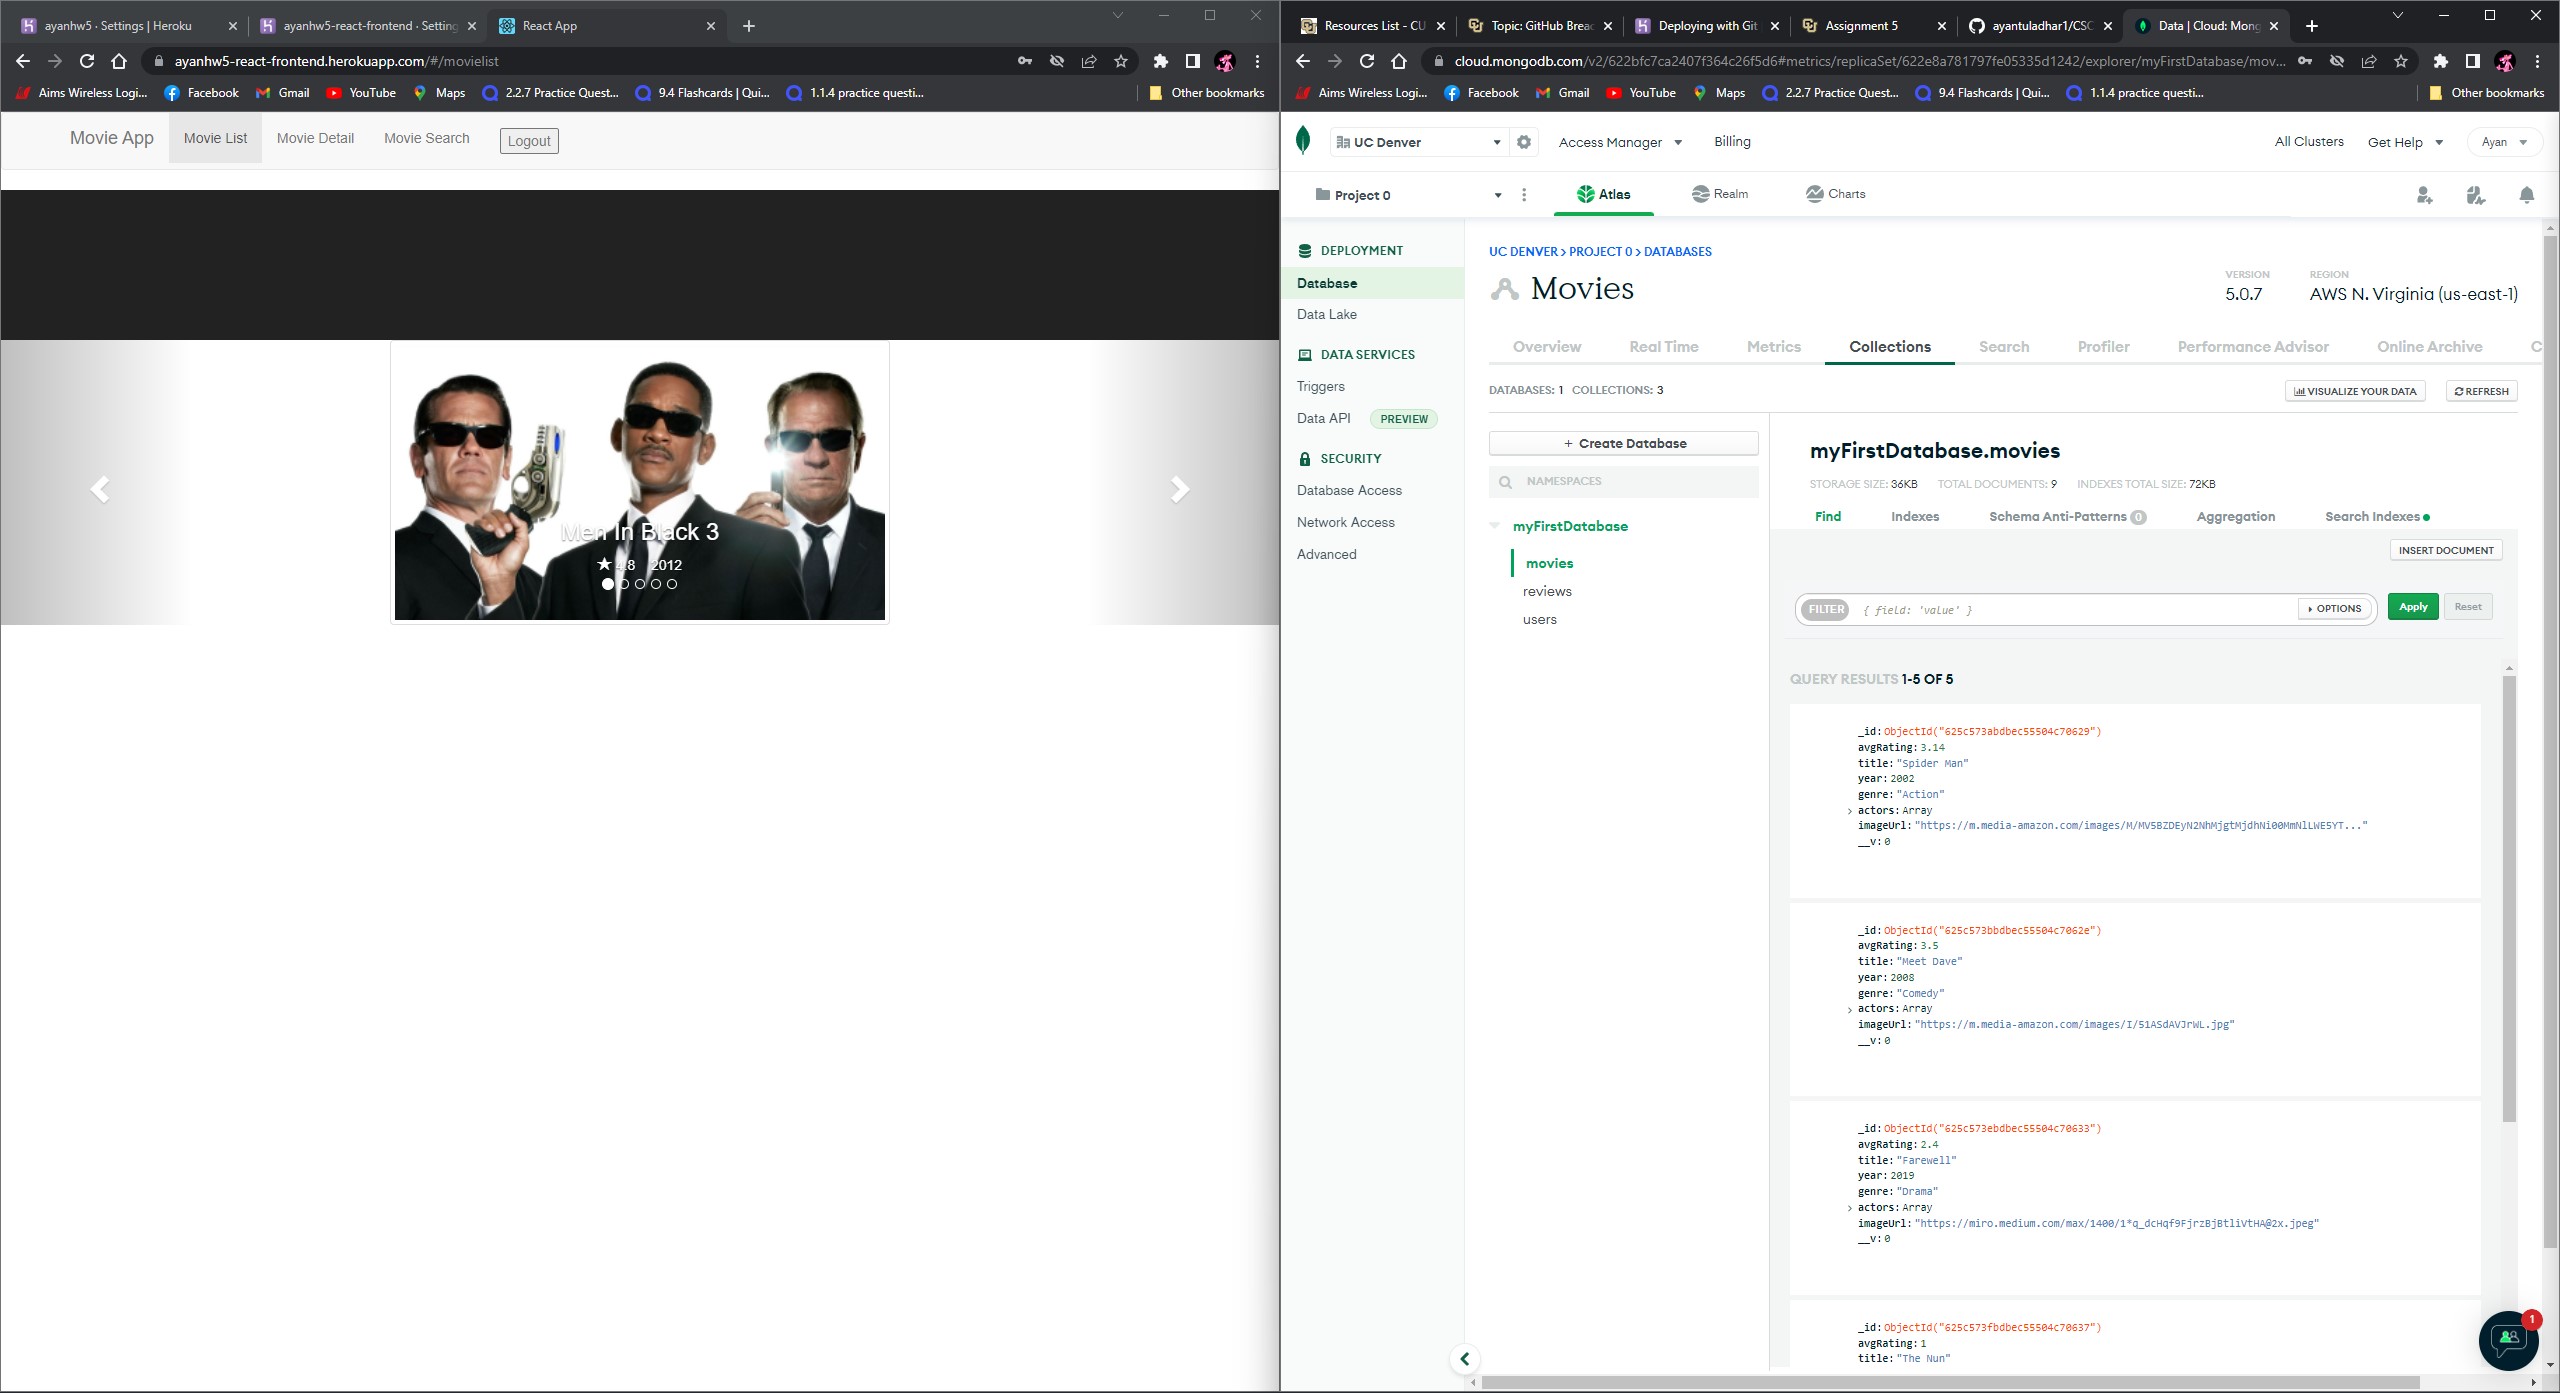 ayanhw5 · Settings | Heroku
ayanhw5-react-frontend · Setting
React App
ayanhw5-react-frontend.herokuapp.com/#/movielist
Aims Wireless Logi...
Facebook
Gmail
YouTube
Maps
2.2.7 Practice Quest...
9.4 Flashcards | Qui...
1.1.4 practice questi...
Other bookmarks
Movie App
Movie List
Movie Detail
Movie Search
Logout
Men In Black 3
4.8 2012
Resources List - CU
Topic: GitHub Breac
Deploying with Git
Assignment 5
ayantuladhar1/CSC
Data | Cloud: Mong
cloud.mongodb.com/v2/622bfc7ca2407f364c26f5d6#metrics/replicaSet/622e8a781797fe05335d1242/explorer/myFirstDatabase/mov...
Aims Wireless Logi...
Facebook
Gmail
YouTube
Maps
2.2.7 Practice Quest...
9.4 Flashcards | Qui...
1.1.4 practice questi...
Other bookmarks
UC Denver
Access Manager
Billing
All Clusters
Get Help
Ayan
Project 0
Atlas
Realm
Charts
DEPLOYMENT
Database
Data Lake
DATA SERVICES
Triggers
Data API PREVIEW
SECURITY
Database Access
Network Access
Advanced
UC DENVER > PROJECT 0 > DATABASES
Movies
VERSION
5.0.7
REGION
AWS N. Virginia (us-east-1)
Overview
Real Time
Metrics
Collections
Search
Profiler
Performance Advisor
Online Archive
C
DATABASES: 1 COLLECTIONS: 3
VISUALIZE YOUR DATA
REFRESH
+ Create Database
NAMESPACES
myFirstDatabase
movies
reviews
users
myFirstDatabase.movies
STORAGE SIZE: 36KB TOTAL DOCUMENTS: 9 INDEXES TOTAL SIZE: 72KB
Find
Indexes
Schema Anti-Patterns 0
Aggregation
Search Indexes
INSERT DOCUMENT
FILTER { field: 'value' }
OPTIONS
Apply
Reset
QUERY RESULTS 1-5 OF 5
_id: ObjectId("625c573abdbec55504c70629")
avgRating: 3.14
title: "Spider Man"
year: 2002
genre: "Action"
actors: Array
imageUrl: "https://m.media-amazon.com/images/M/MV5BZDEyN2NhMjgtMjdhNi00MmNlLWE5YT..."
__v: 0
_id: ObjectId("625c573bbdbec55504c7062e")
avgRating: 3.5
title: "Meet Dave"
year: 2008
genre: "Comedy"
actors: Array
imageUrl: "https://m.media-amazon.com/images/I/51ASdAVJrWL.jpg"
__v: 0
_id: ObjectId("625c573ebdbec55504c70633")
avgRating: 2.4
title: "Farewell"
year: 2019
genre: "Drama"
actors: Array
imageUrl: "https://miro.medium.com/max/1400/1*q_dcHqf9FjrzBjBtliVtHA@2x.jpeg"
__v: 0
_id: ObjectId("625c573fbdbec55504c70637")
avgRating: 1
title: "The Nun"
1